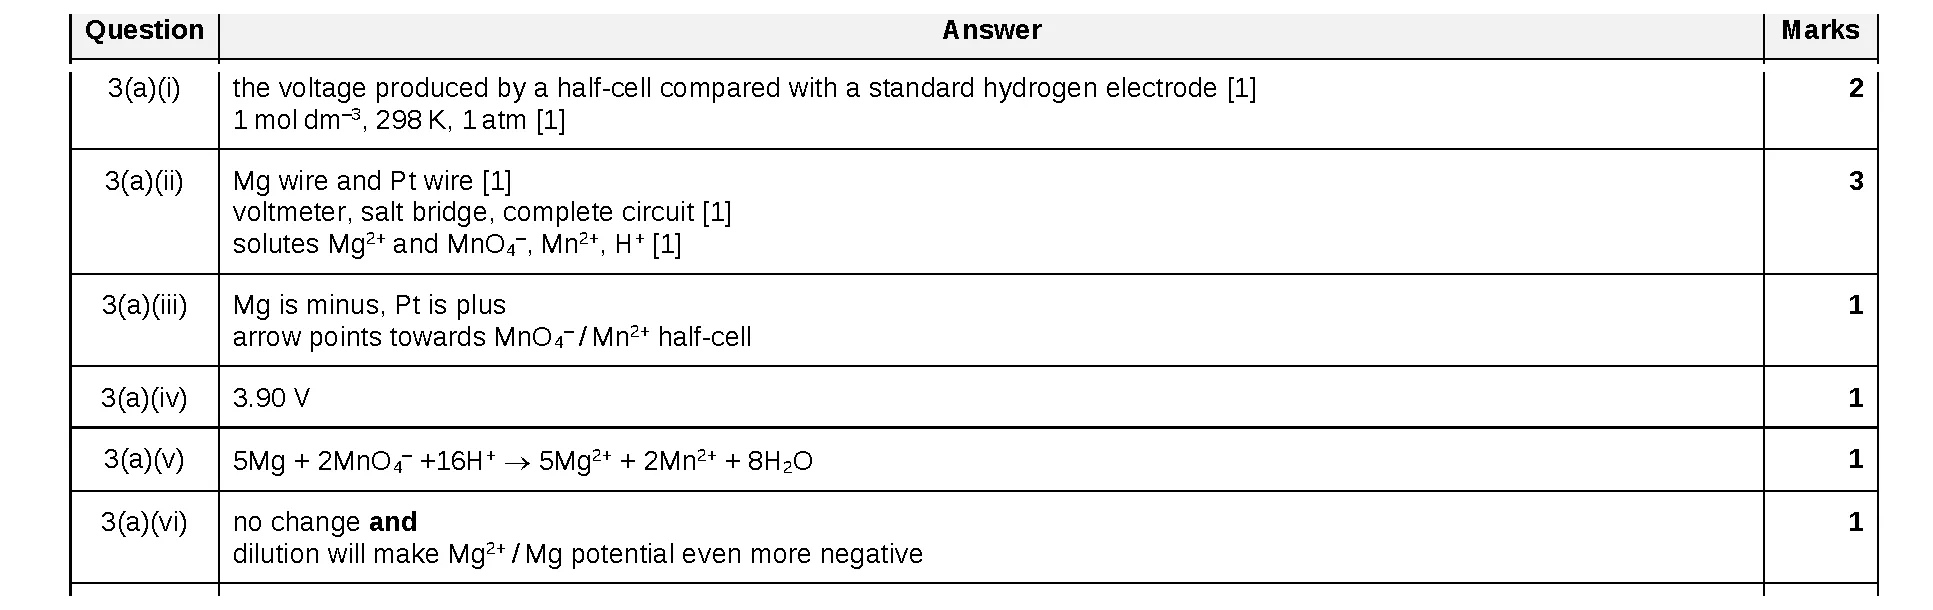 Question Answer Marks
3(a)(i) the voltage produced by a half-cell compared with a standard hydrogen electrode [1] 2
1 mol dm⁻³, 298 K, 1 atm [1]
3(a)(ii) Mg wire and Pt wire [1] 3
voltmeter, salt bridge, complete circuit [1]
solutes Mg²⁺ and MnO₄⁻, Mn²⁺, H⁺ [1]
3(a)(iii) Mg is minus, Pt is plus 1
arrow points towards MnO₄⁻ / Mn²⁺ half-cell
3(a)(iv) 3.90 V 1
3(a)(v) 5Mg + 2MnO₄⁻ +16H⁺ → 5Mg²⁺ + 2Mn²⁺ + 8H₂O 1
3(a)(vi) no change and 1
dilution will make Mg²⁺ / Mg potential even more negative